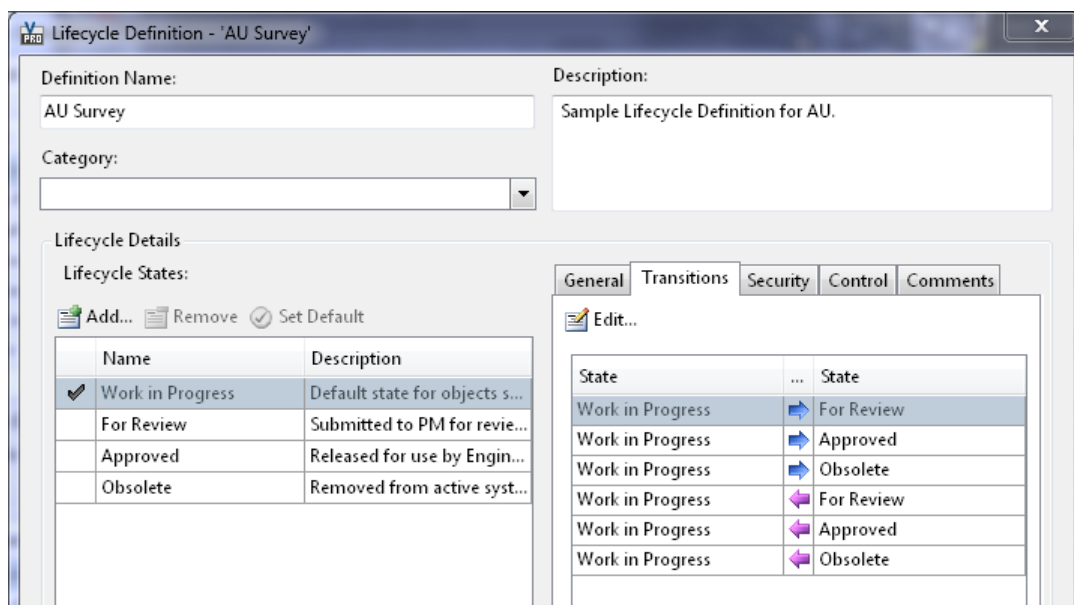 V
PRO
Lifecycle Definition - 'AU Survey'
X
Definition Name:
AU Survey
Description:
Sample Lifecycle Definition for AU.
Category:
Lifecycle Details
Lifecycle States:
Add... Remove Set Default
Name Description
Work in Progress Default state for objects s...
For Review Submitted to PM for revie...
Approved Released for use by Engin...
Obsolete Removed from active syst...
General Transitions Security Control Comments
Edit...
State ... State
Work in Progress For Review
Work in Progress Approved
Work in Progress Obsolete
Work in Progress For Review
Work in Progress Approved
Work in Progress Obsolete